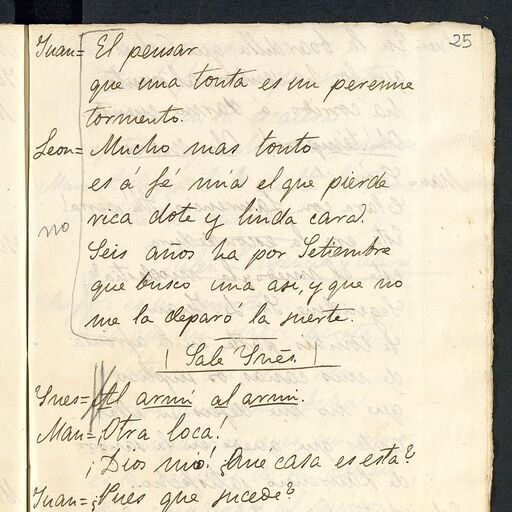 25
Juan= El pensar
que una tonta es un perenne
tormento.
Leon= Mucho mas tonto
es á fé mia el que pierde
rica dote y linda cara.
no
Seis años ha por Setiembre
que busco una asi, y que no
me la deparó la suerte.
(Sale Ynés.)
Ynes= Al armi al armi.
Man= Otra loca!
¡Dios mio! ¿Qué casa es esta?
Juan= ¿Pues que sucede?